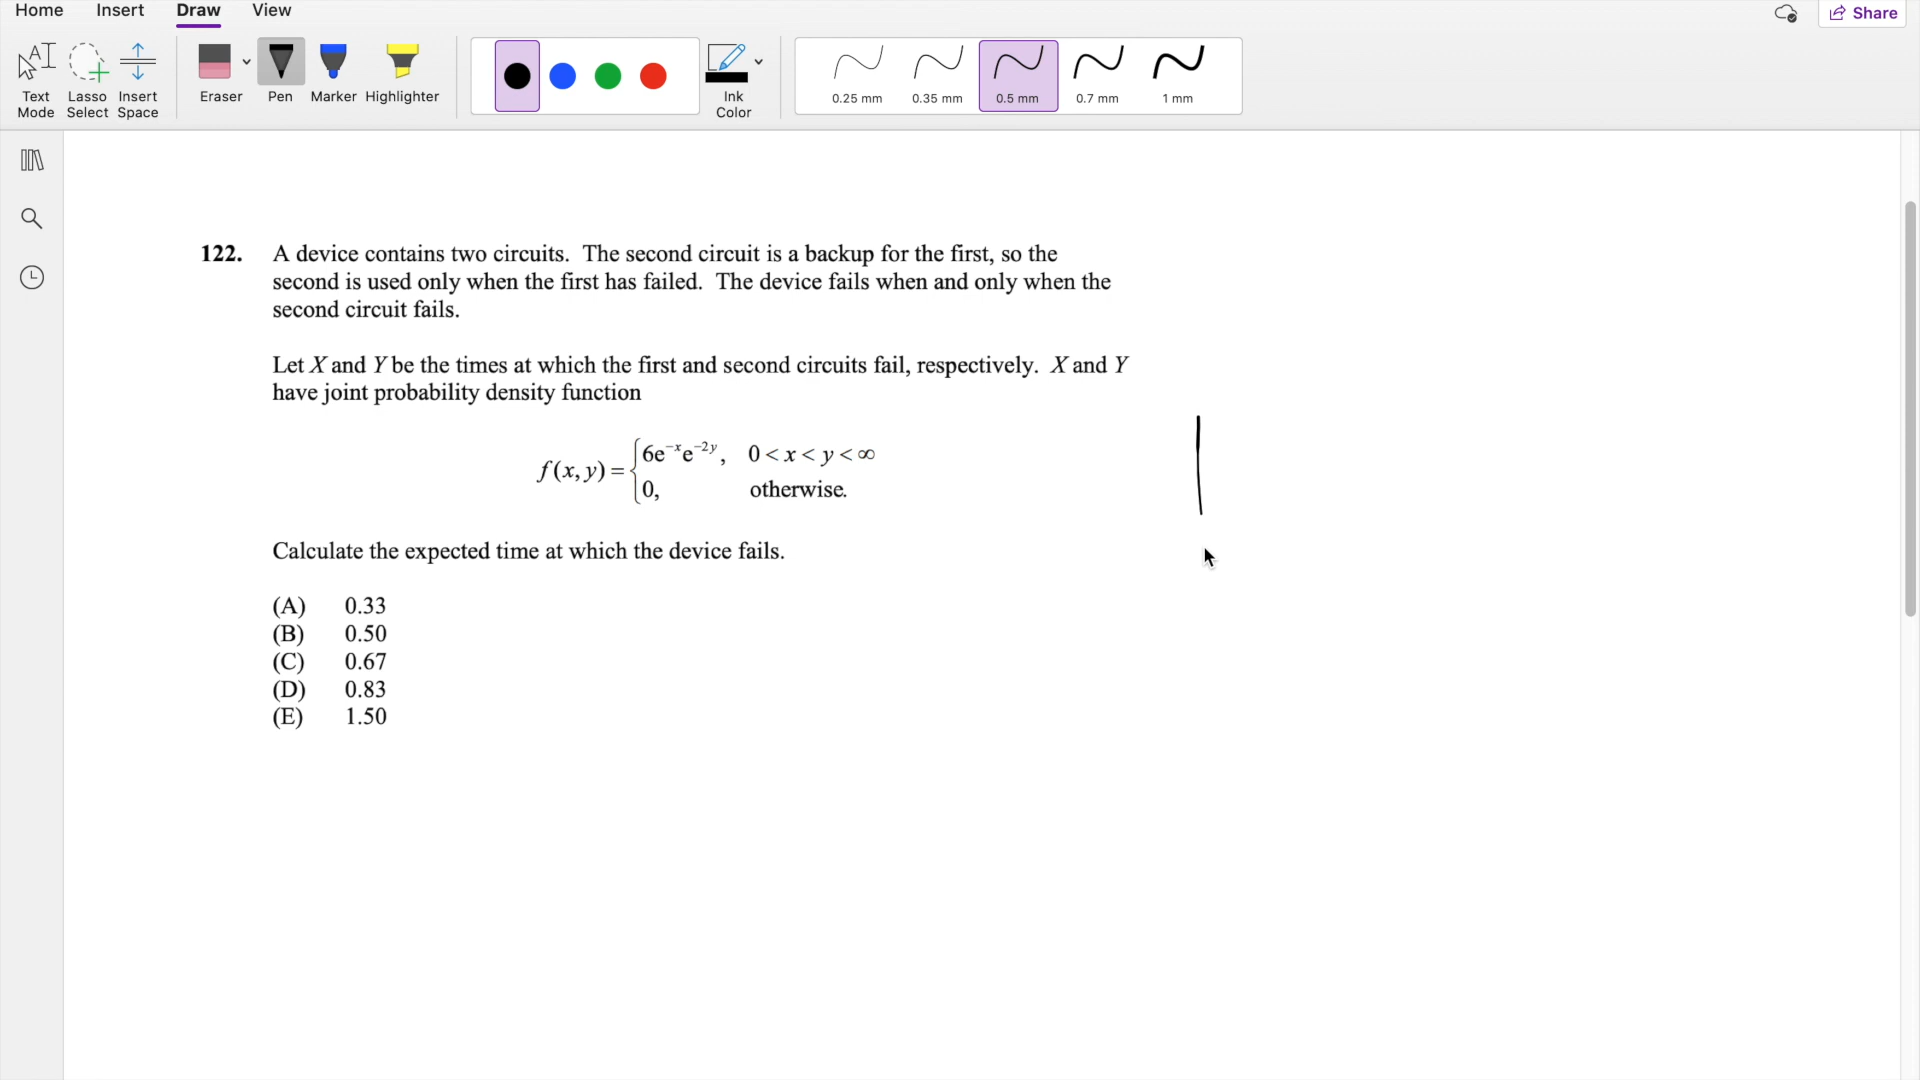 Home Insert Draw View
Share
Text Mode
Lasso Select
Insert Space
Eraser
Pen
Marker
Highlighter
Ink Color
0.25 mm
0.35 mm
0.5 mm
0.7 mm
1 mm
122. A device contains two circuits. The second circuit is a backup for the first, so the
second is used only when the first has failed. The device fails when and only when the
second circuit fails.
Let X and Y be the times at which the first and second circuits fail, respectively. X and Y
have joint probability density function
f(x, y) = { 6e⁻ˣe⁻²ʸ, 0 < x < y < ∞
0, otherwise.
Calculate the expected time at which the device fails.
(A) 0.33
(B) 0.50
(C) 0.67
(D) 0.83
(E) 1.50